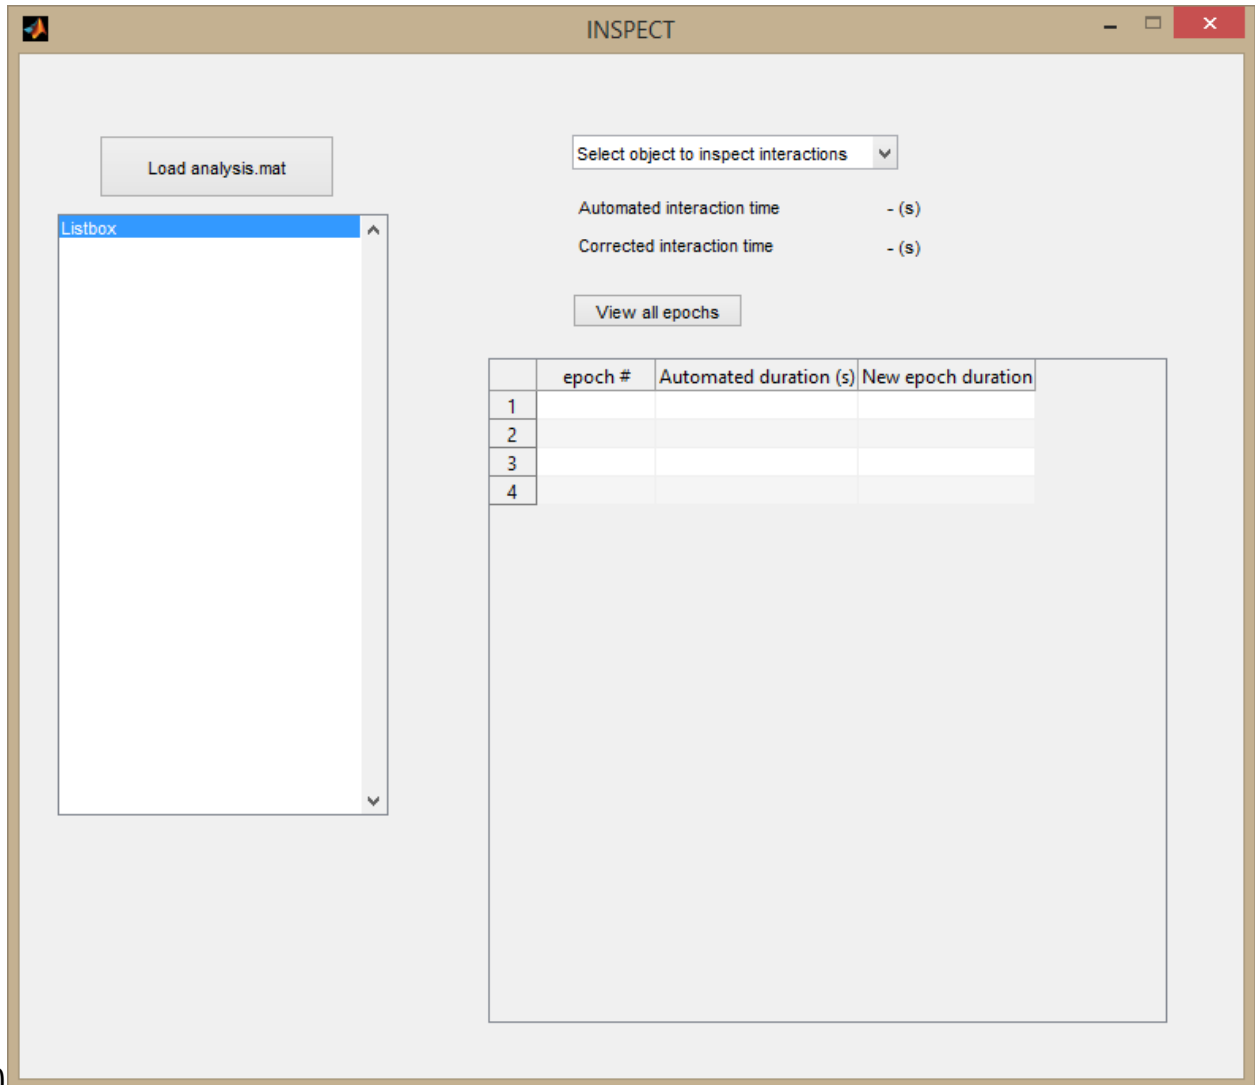 INSPECT
Load analysis.mat
Listbox
Select object to inspect interactions
Automated interaction time - (s)
Corrected interaction time - (s)
View all epochs
epoch # Automated duration (s) New epoch duration
1
2
3
4
)